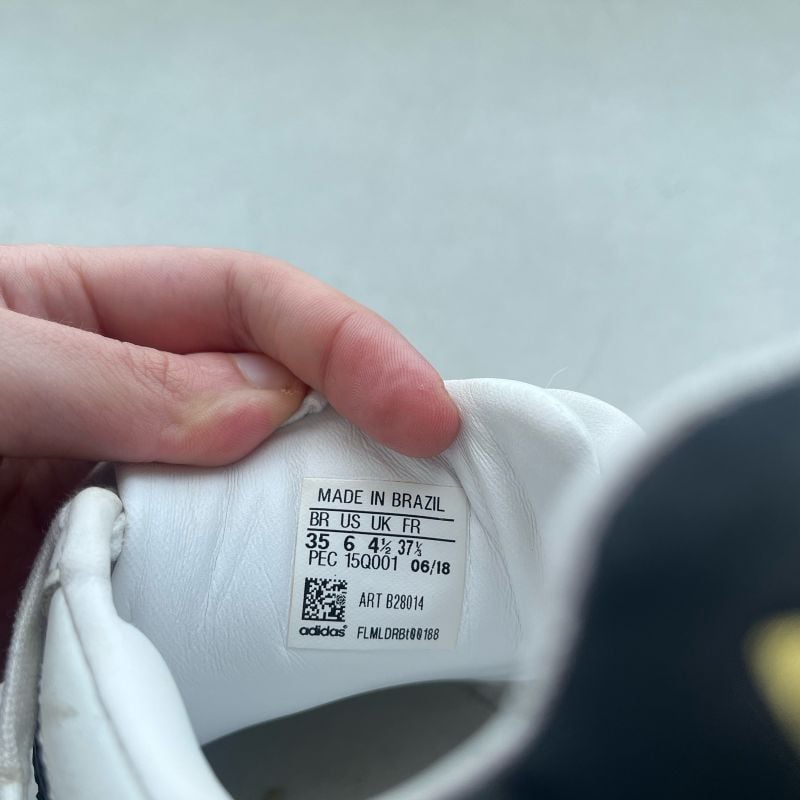 MADE IN BRAZIL
BR US UK FR
35 6 4½ 37⅓
PEC 15Q001 06/18
ART B28014
adidas® FLMLDRBt00188